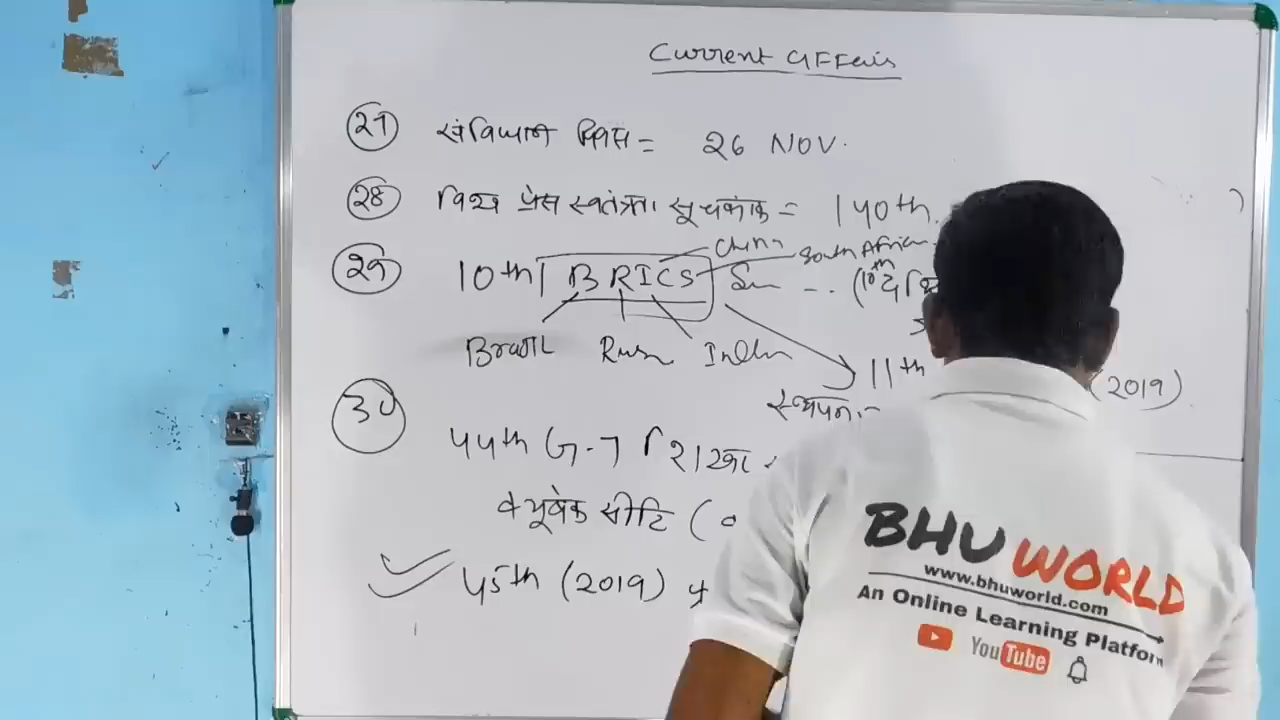 Current Affairs
(27) संविधान दिवस = 26 NOV.
(28) विश्व प्रेस स्वतंत्रता सूचकांक = 140th
China
South Africa
(29) 10th BRICS
(10th
Brazil Russia India
11th
(2019)
स्थापना:-
(30)
44th G-7 शिखर
क्यूबेक सीटि (
45th (2019)
BHU WORLD
www.bhuworld.com
An Online Learning Platform
YouTube